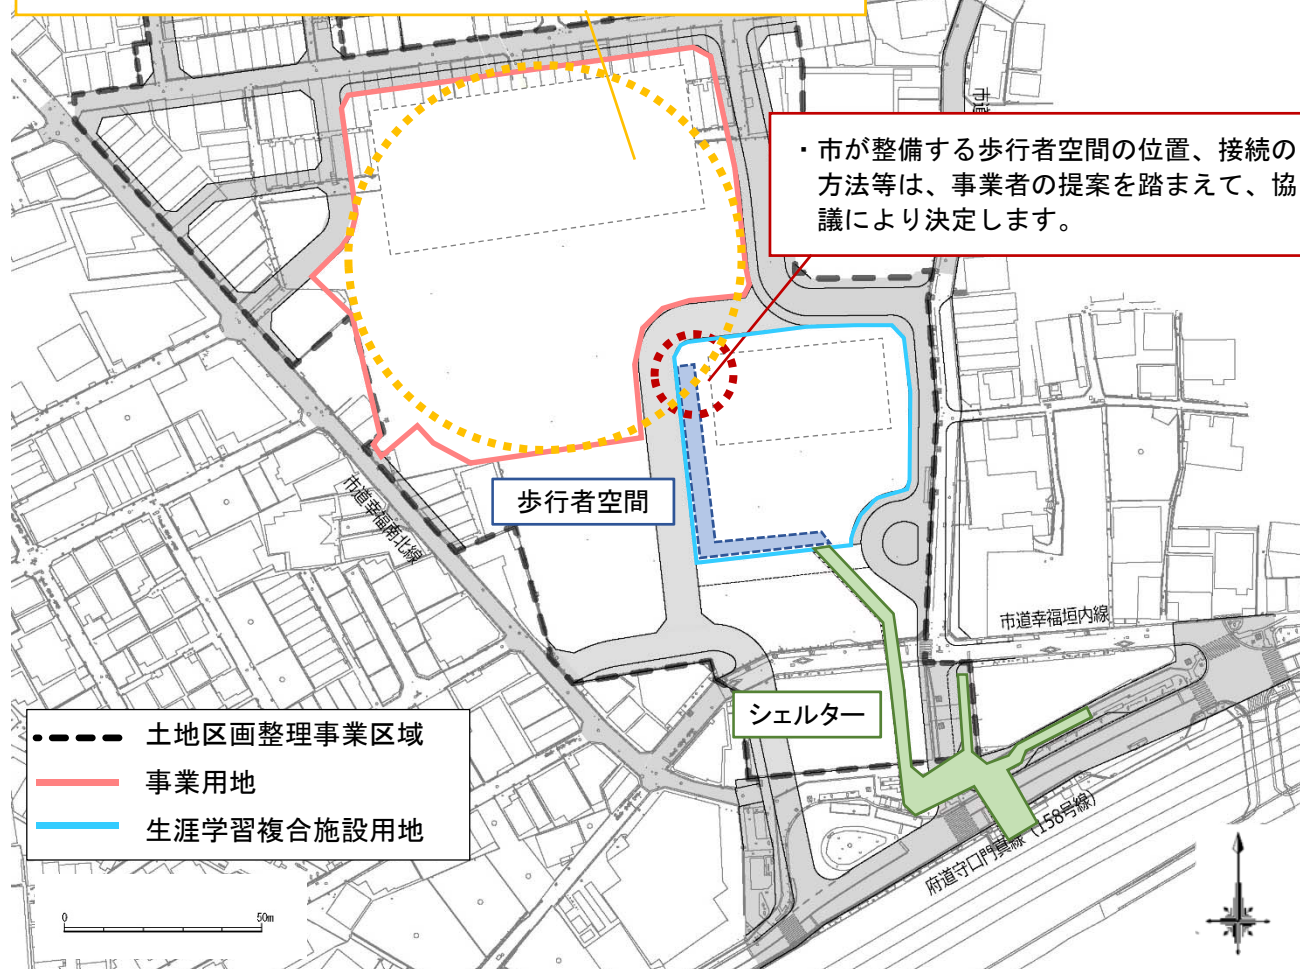 市道
・市が整備する歩行者空間の位置、接続の
方法等は、事業者の提案を踏まえて、協
議により決定します。
歩行者空間
市道幸福南北線
市道幸福垣内線
シェルター
府道守口門真線（158号線）
土地区画整理事業区域
事業用地
生涯学習複合施設用地
0 50m